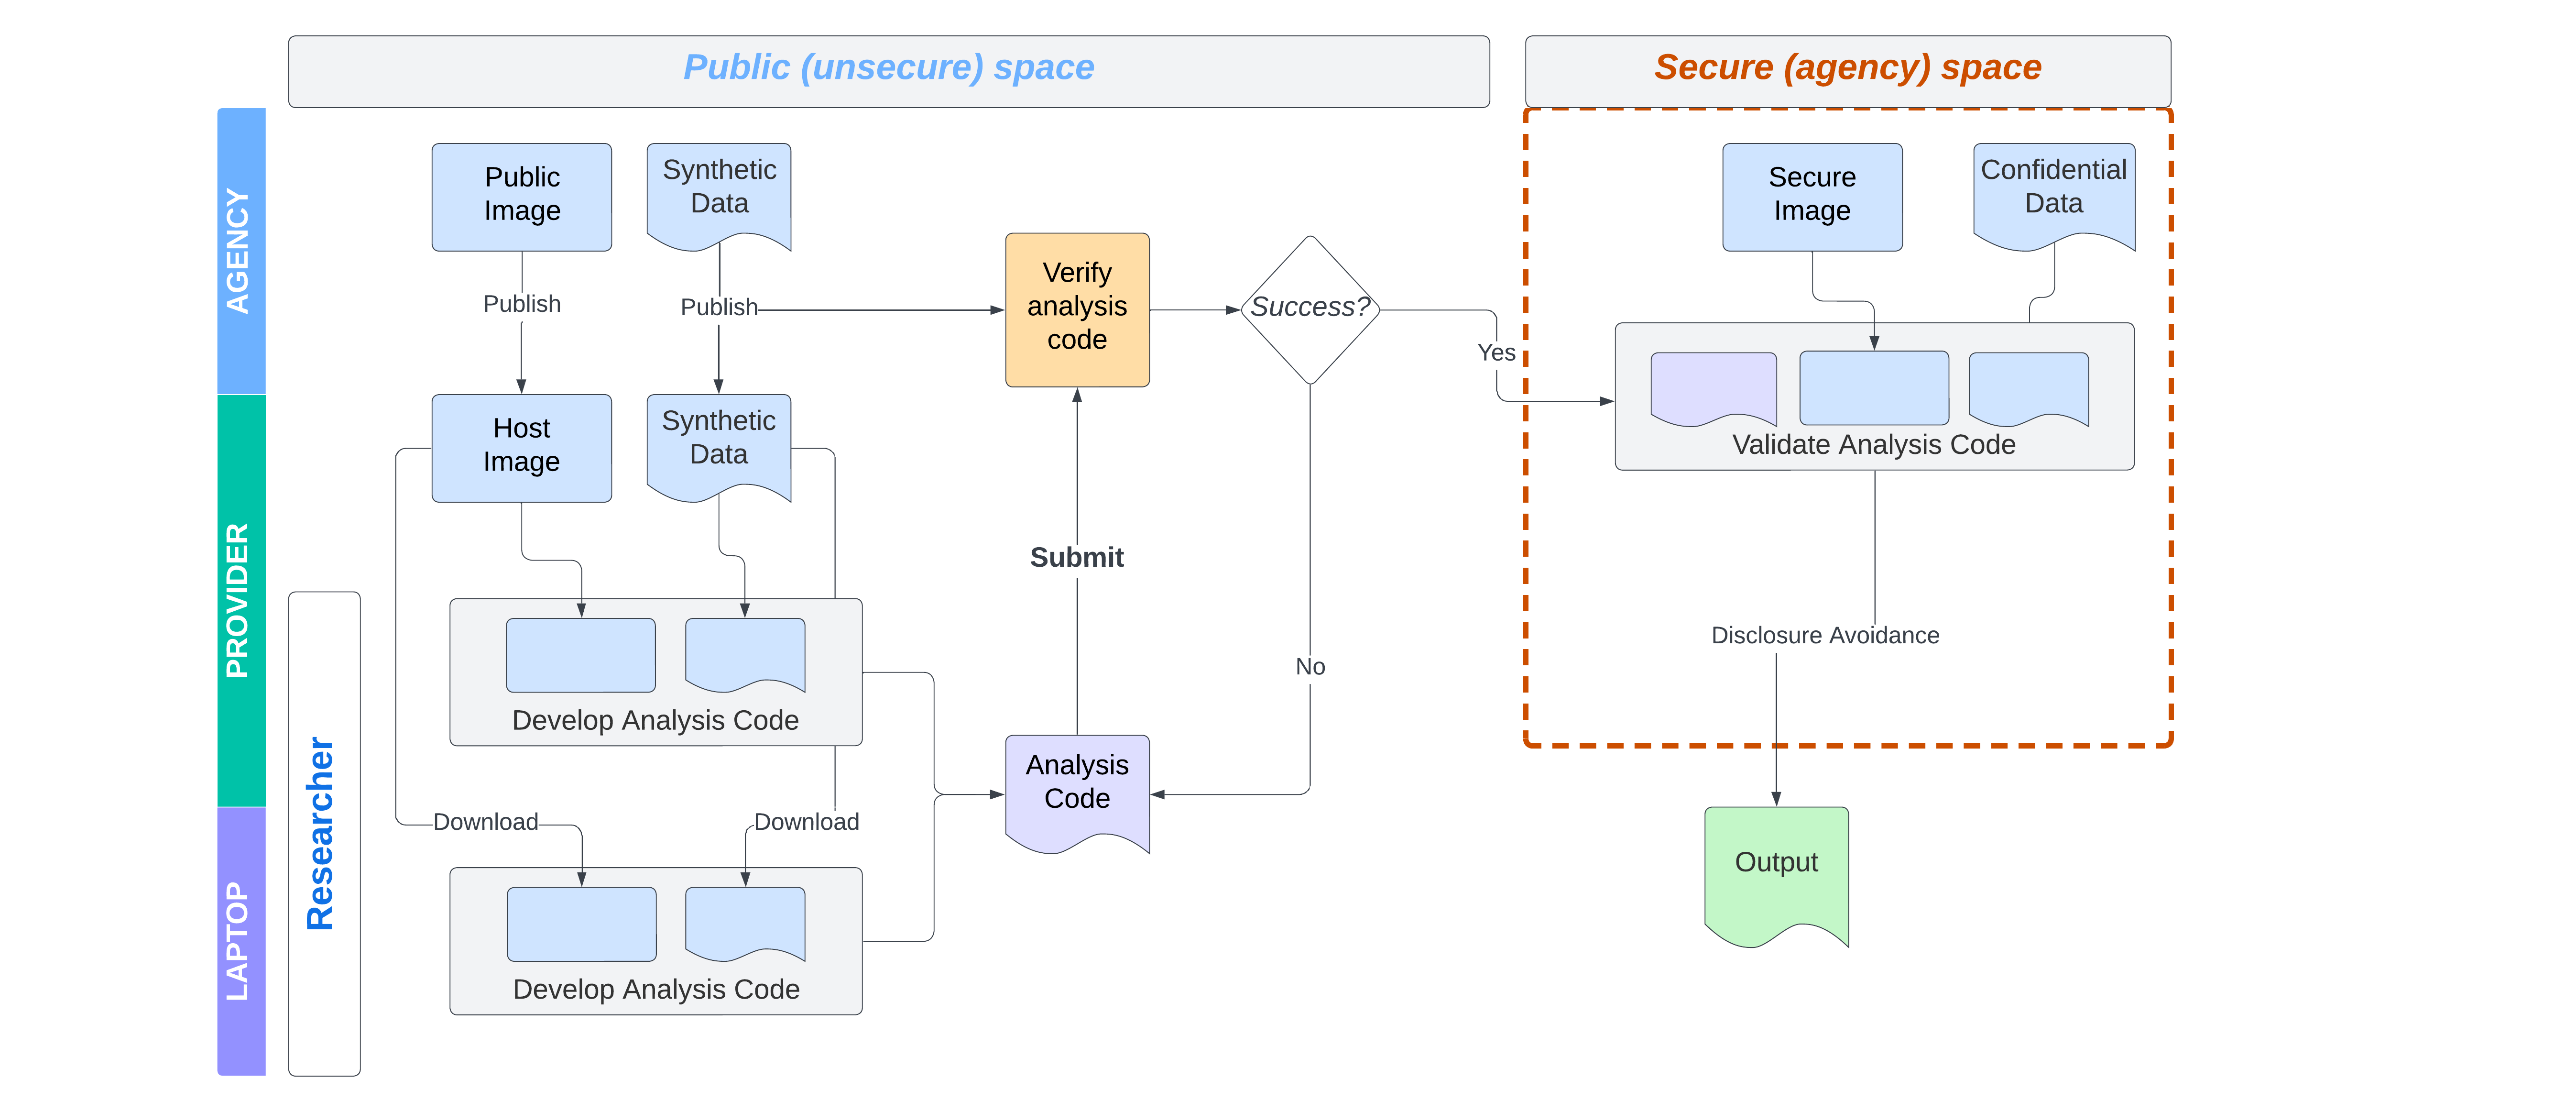 Public (unsecure) space
Secure (agency) space
AGENCY
PROVIDER
LAPTOP
Researcher
Public
Image
Synthetic
Data
Publish
Publish
Host
Image
Synthetic
Data
Develop Analysis Code
Download
Download
Develop Analysis Code
Verify
analysis
code
Submit
Analysis
Code
Success?
Yes
No
Secure
Image
Confidential
Data
Validate Analysis Code
Disclosure Avoidance
Output